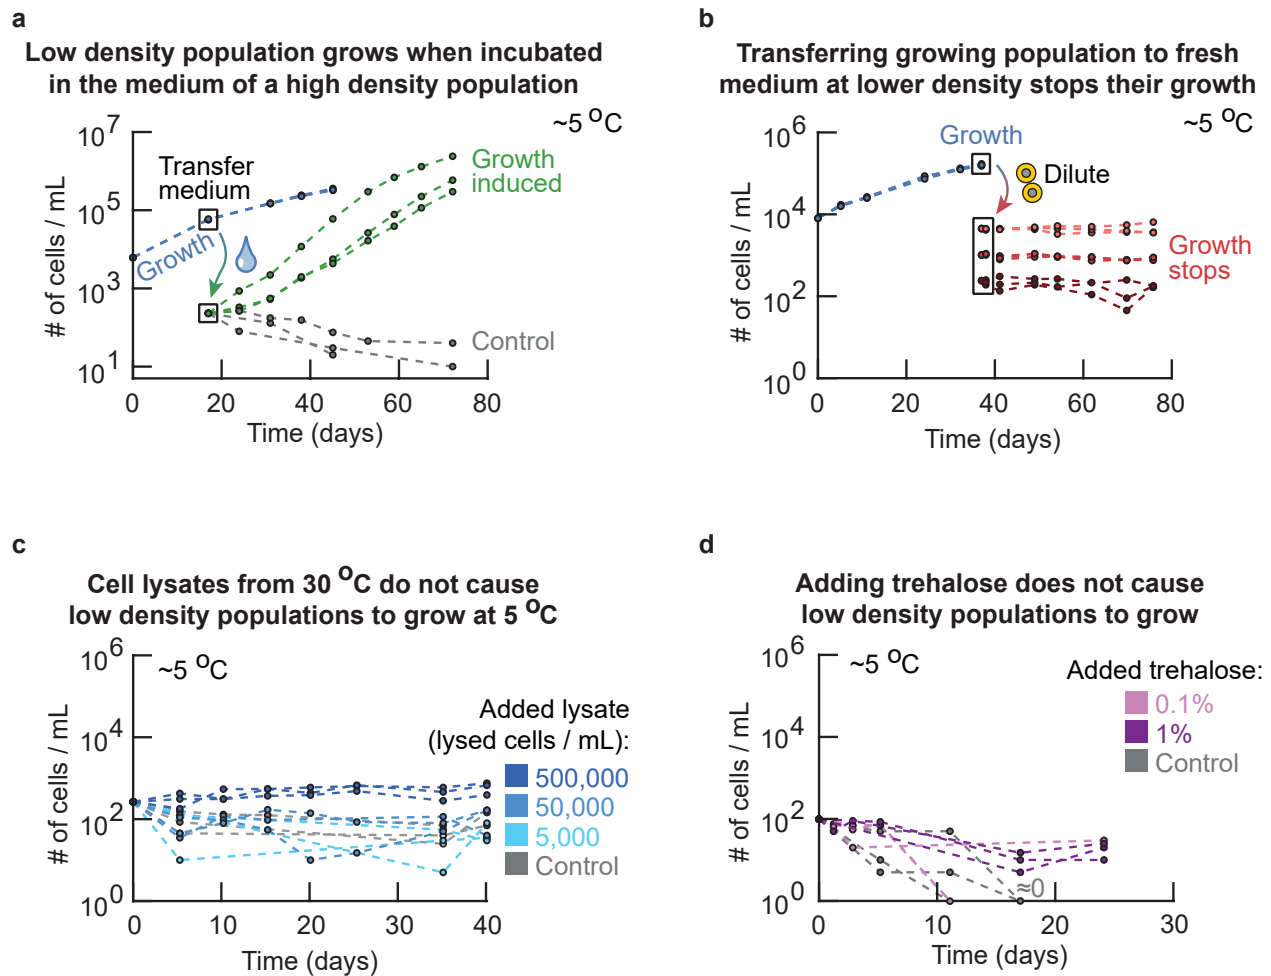 a
Low density population grows when incubated
in the medium of a high density population
~5 °C
10^7
10^5
10^3
10^1
# of cells / mL
Transfer
medium
Growth
Growth
induced
Control
0
20
40
60
80
Time (days)
b
Transferring growing population to fresh
medium at lower density stops their growth
~5 °C
10^6
10^4
10^2
10^0
# of cells / mL
Growth
Dilute
Growth
stops
0
20
40
60
80
Time (days)
c
Cell lysates from 30 °C do not cause
low density populations to grow at 5 °C
10^6
10^4
10^2
10^0
# of cells / mL
~5 °C
Added lysate
(lysed cells / mL):
500,000
50,000
5,000
Control
0
10
20
30
40
Time (days)
d
Adding trehalose does not cause
low density populations to grow
10^6
10^4
10^2
10^0
# of cells / mL
~5 °C
Added trehalose:
0.1%
1%
Control
≈0
0
10
20
30
Time (days)